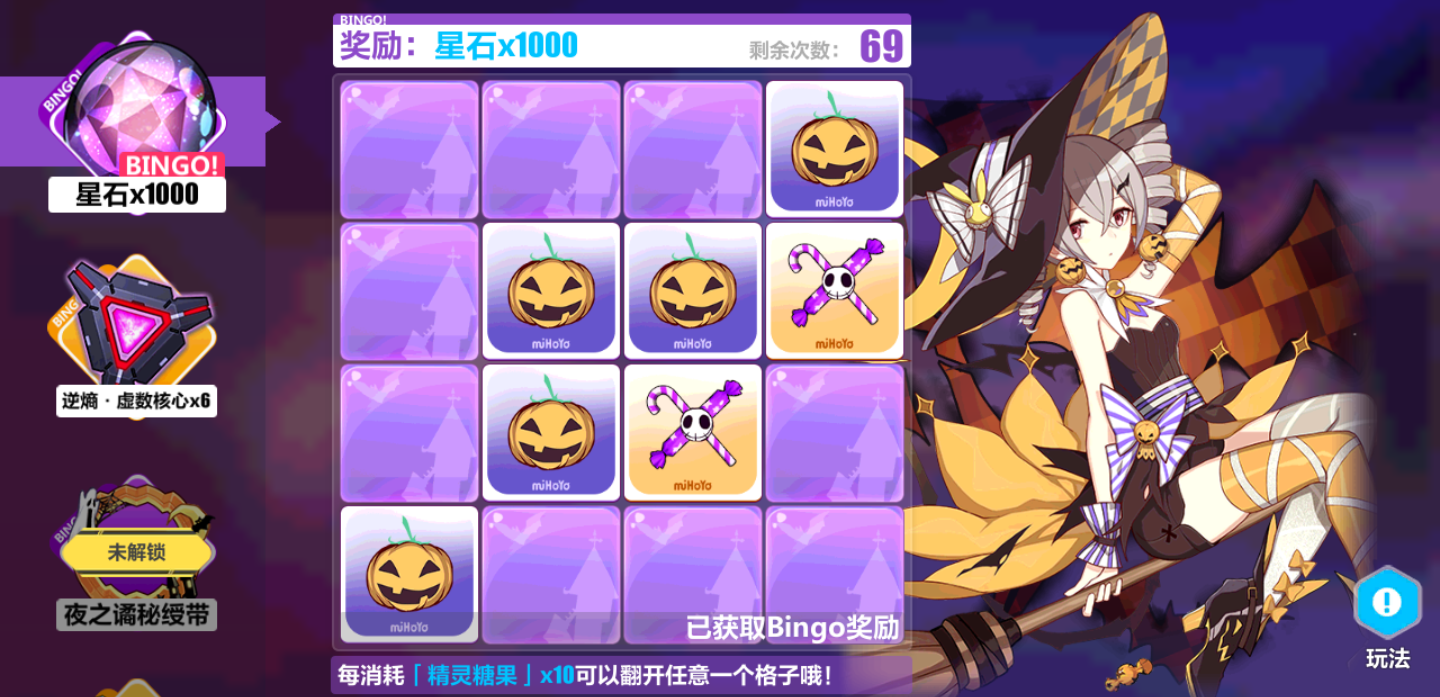 BINGO!
奖励：星石x1000
剩余次数：69
BINGO!
BINGO!
星石x1000
BING
逆熵·虚数核心x6
BING
未解锁
夜之谲秘绶带
miHoYo
miHoYo
miHoYo
miHoYo
miHoYo
miHoYo
miHoYo
已获取Bingo奖励
每消耗「精灵糖果」x10可以翻开任意一个格子哦！
玩法